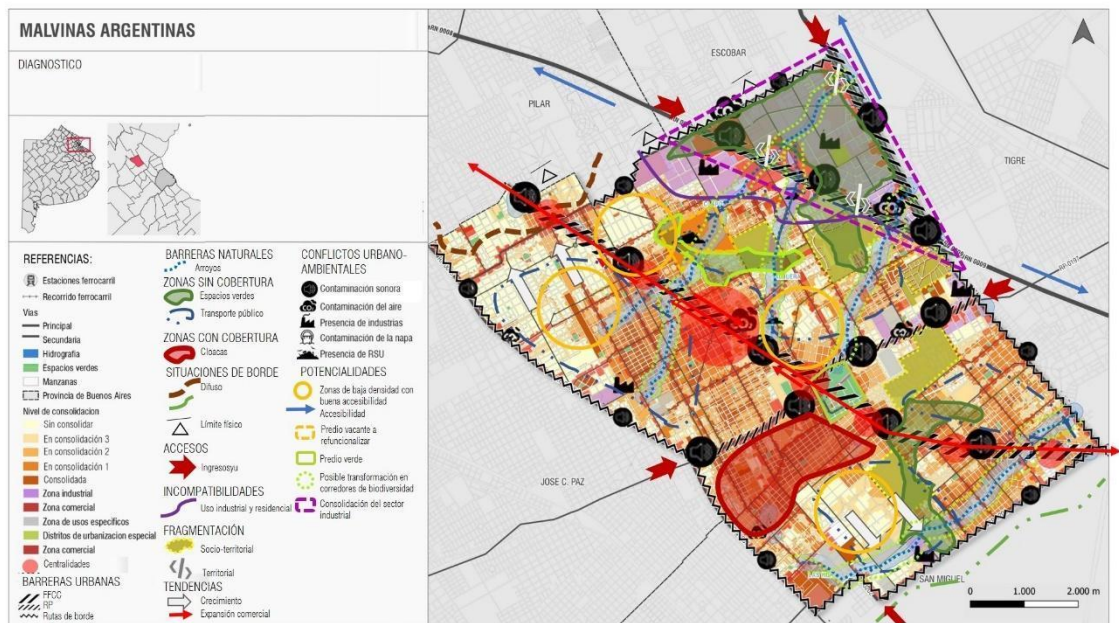 MALVINAS ARGENTINAS
DIAGNOSTICO
REFERENCIAS:
Estaciones ferrocarril
Recorrido ferrocarril
Vias
Principal
Secundaria
Hidrografia
Espacios verdes
Manzanas
Provincia de Buenos Aires
Nivel de consolidacion
Sin consolidar
En consolidación 3
En consolidación 2
En consolidación 1
Consolidada
Zona industrial
Zona comercial
Zona de usos específicos
Distritos de urbanizacion especial
Zona comercial
Centralidades
BARRERAS URBANAS
FFCC
RP
Rutas de borde
BARRERAS NATURALES
Arroyos
ZONAS SIN COBERTURA
Espacios verdes
Transporte público
ZONAS CON COBERTURA
Cloacas
SITUACIONES DE BORDE
Difuso
Límite físico
ACCESOS
Ingresosyu
INCOMPATIBILIDADES
Uso industrial y residencial
FRAGMENTACIÓN
Socio-territorial
Territorial
TENDENCIAS
Crecimiento
Expansión comercial
CONFLICTOS URBANO-
AMBIENTALES
Contaminación sonora
Contaminación del aire
Presencia de industrias
Contaminación de la napa
Presencia de RSU
POTENCIALIDADES
Zonas de baja densidad con
buena accesibilidad
Accesibilidad
Predio vacante a
refuncionalizar
Predio verde
Posible transformación en
corredores de biodiversidad
Consolidación del sector
industrial
RN 0008
ESCOBAR
PILAR
TIGRE
JOSE C. PAZ
SAN MIGUEL
0
1.000
2.000 m